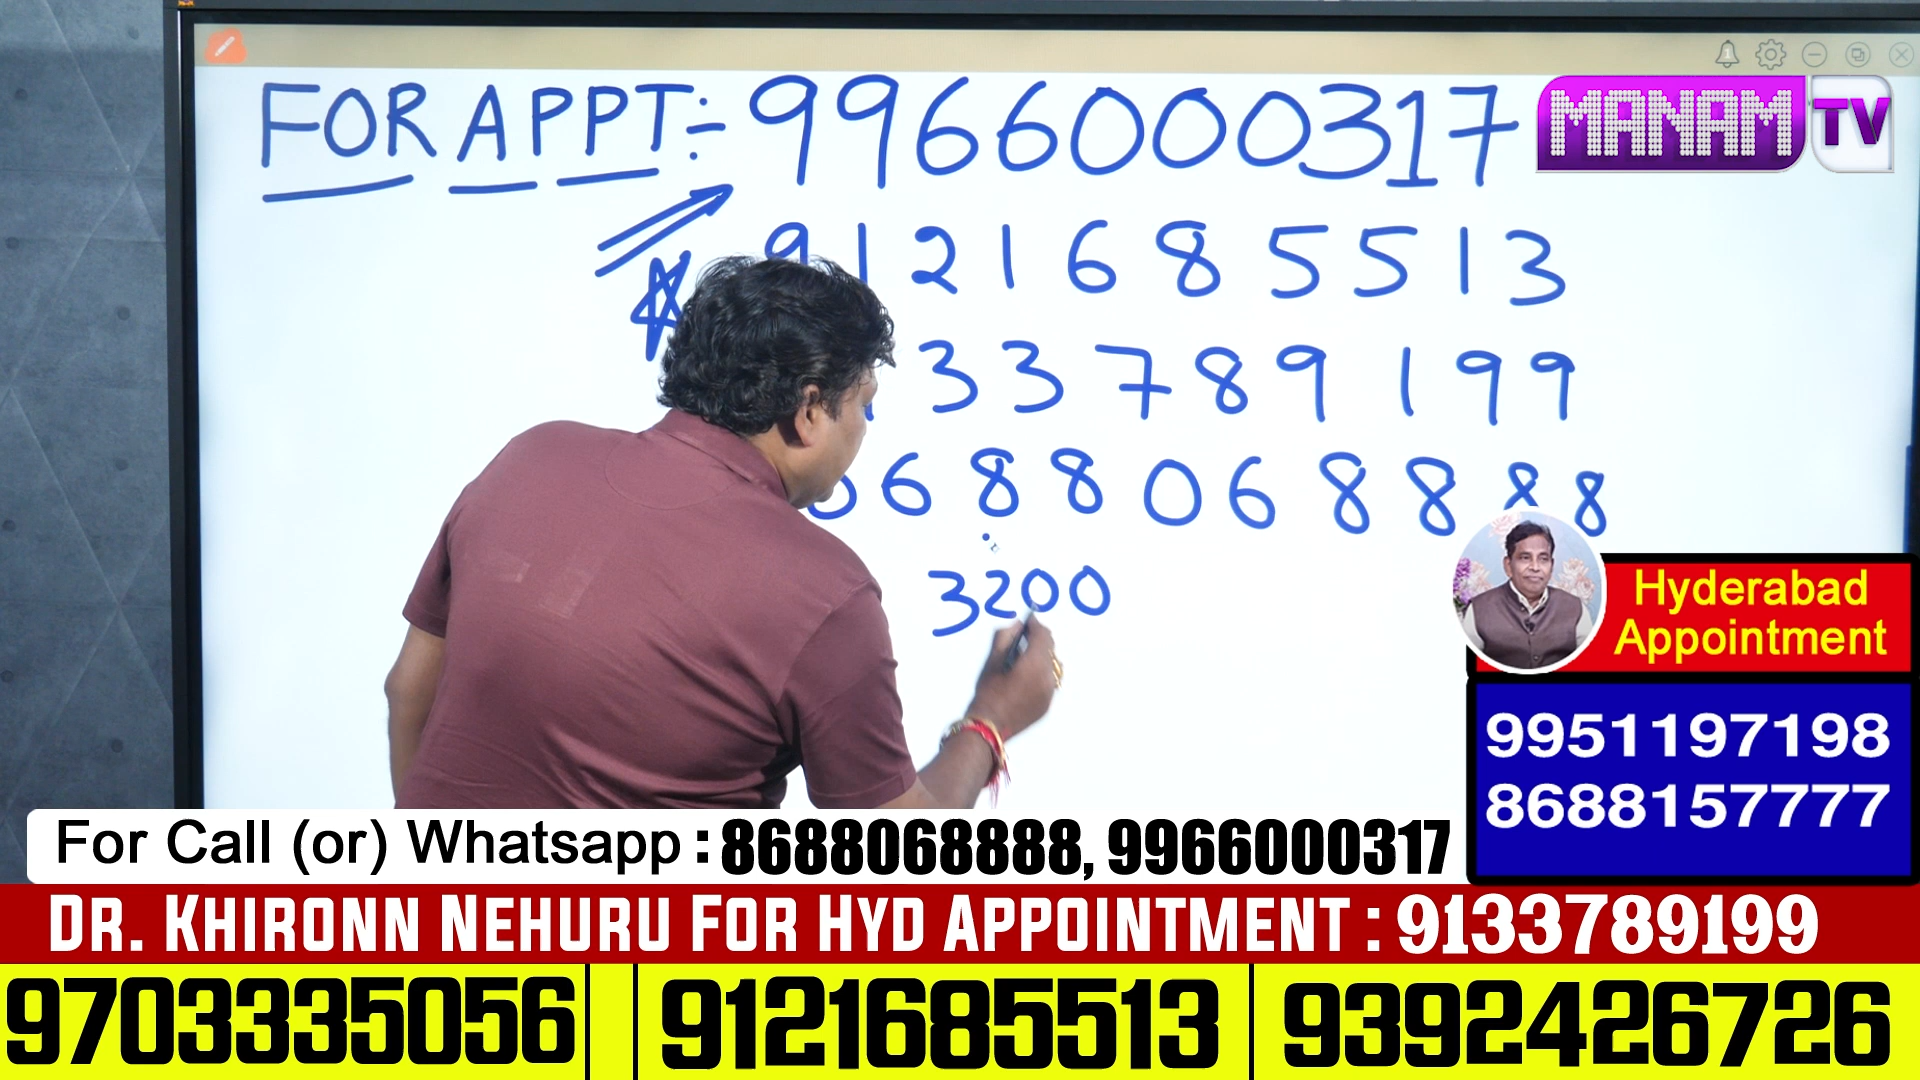 FOR APPT:- 9966000317
MANAM TV
9121685513
33789199
688068888
3200
Hyderabad
Appointment
9951197198
8688157777
For Call (or) Whatsapp : 8688068888, 9966000317
DR. KHIRONN NEHURU FOR HYD APPOINTMENT : 9133789199
9703335056 9121685513 9392426726